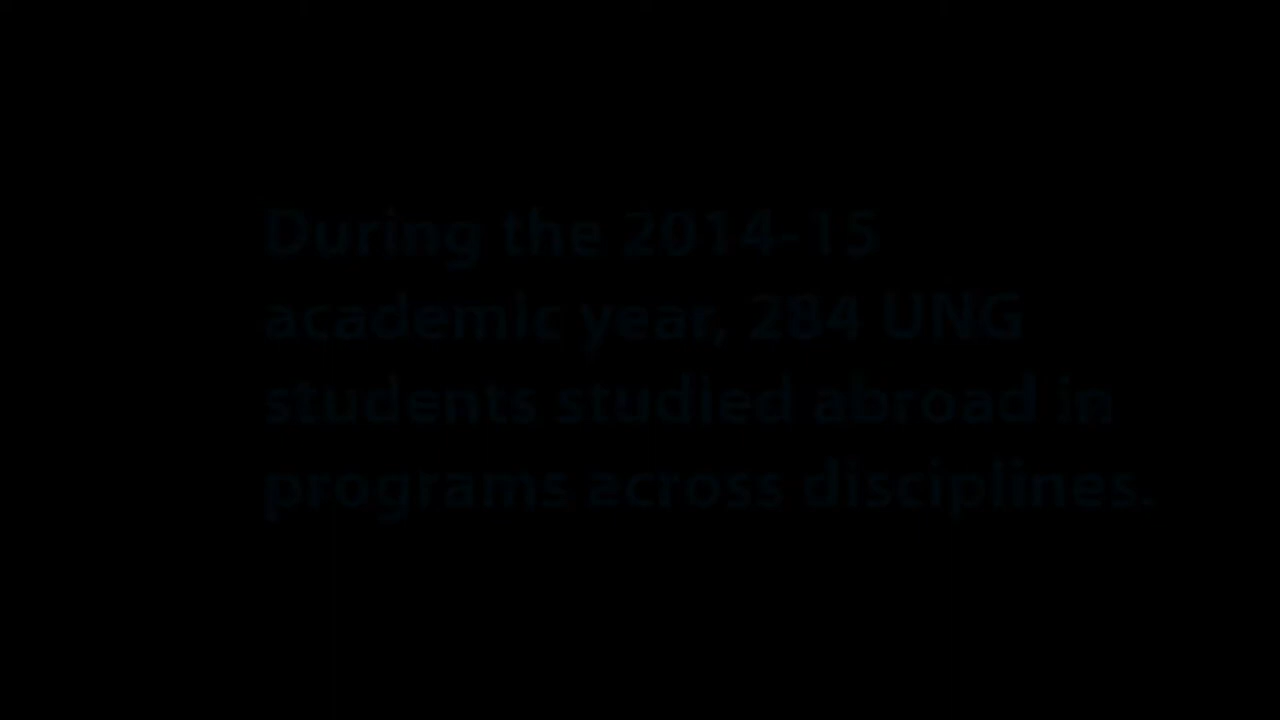 During the 2014-15
academic year, 284 UNG
students studied abroad in
programs across disciplines.